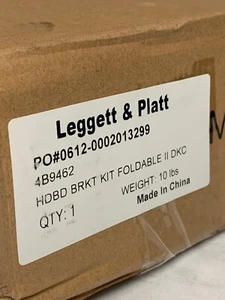 Leggett & Platt
PO#0612-0002013299
4B9462
HDBD BRKT KIT FOLDABLE II DKC
QTY: 1 WEIGHT: 10 lbs
Made In China
M